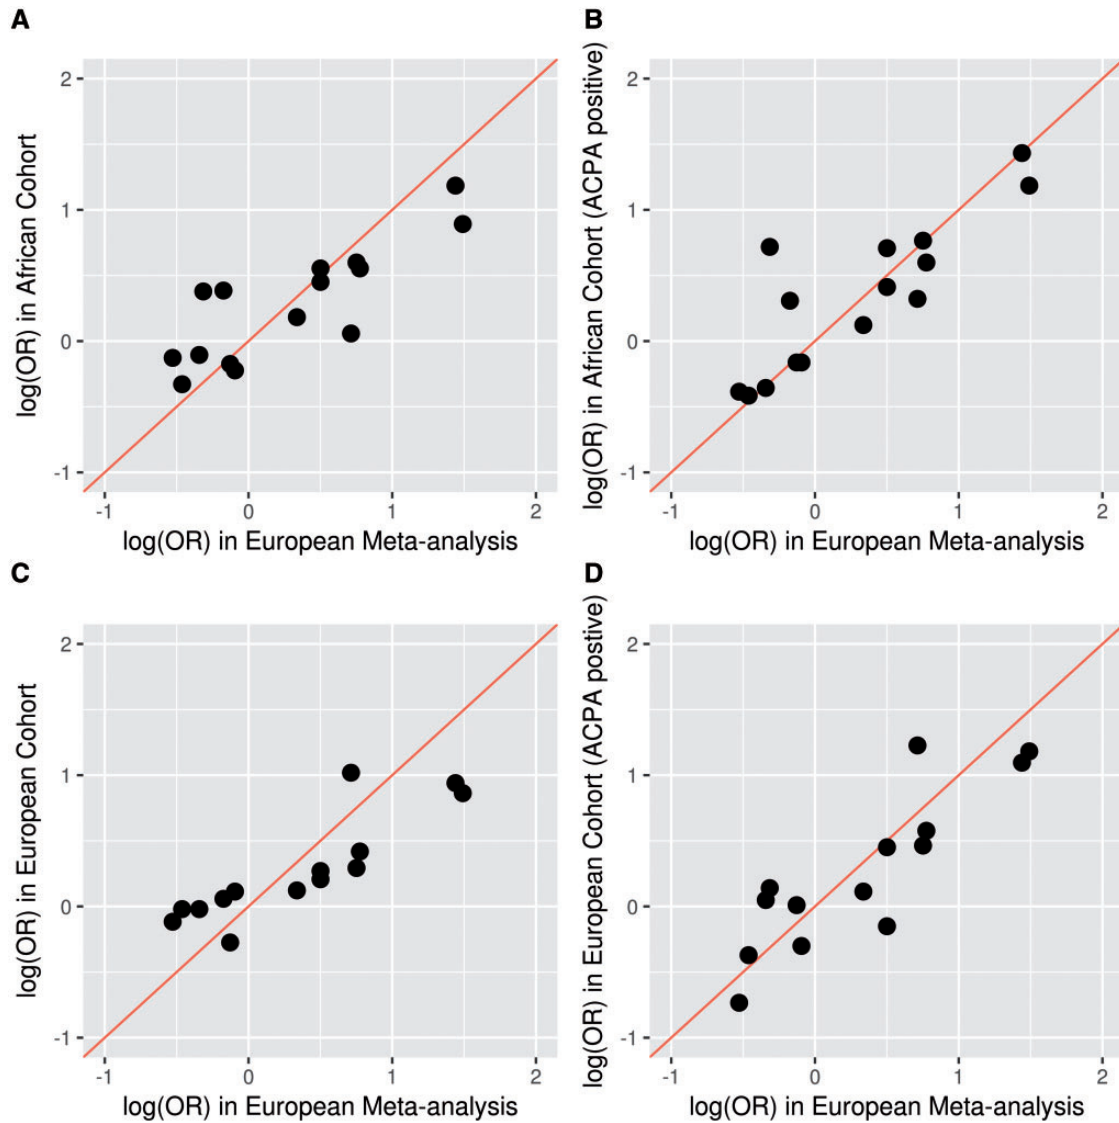 A
log(OR) in African Cohort
2
1
0
-1
-1 0 1 2
log(OR) in European Meta-analysis
B
log(OR) in African Cohort (ACPA positive)
2
1
0
-1
-1 0 1 2
log(OR) in European Meta-analysis
C
log(OR) in European Cohort
2
1
0
-1
-1 0 1 2
log(OR) in European Meta-analysis
D
log(OR) in European Cohort (ACPA postive)
2
1
0
-1
-1 0 1 2
log(OR) in European Meta-analysis